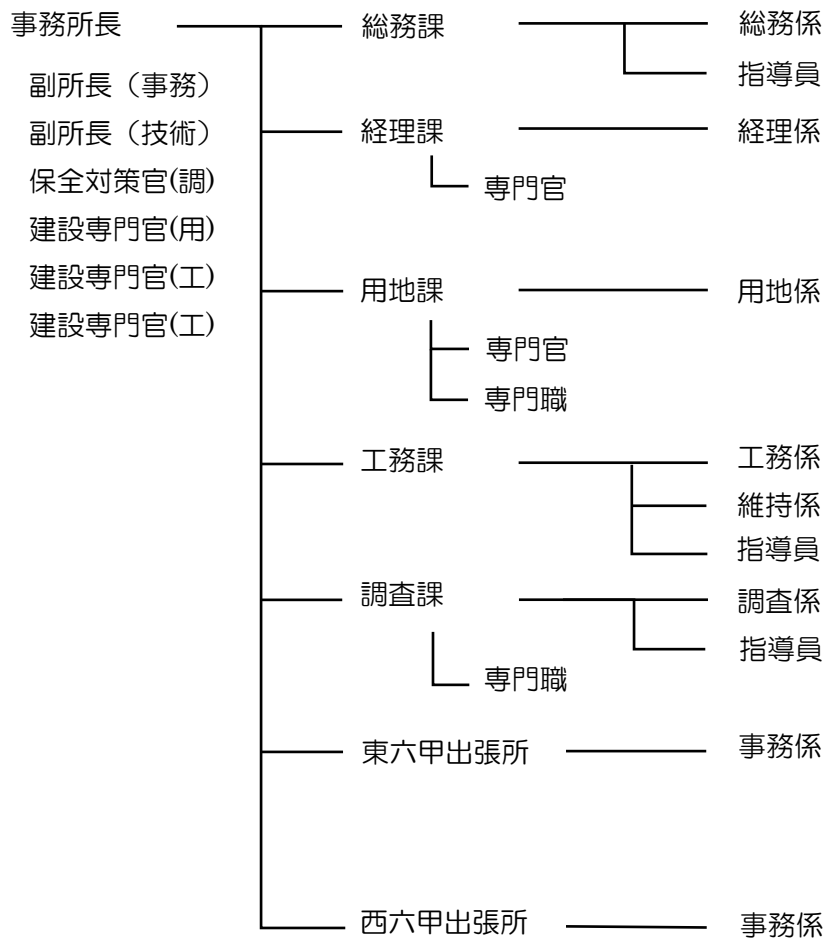 事務所長 総務課 総務係
指導員
副所長（事務）
副所長（技術） 経理課 経理係
保全対策官(調) 専門官
建設専門官(用)
建設専門官(工) 用地課 用地係
建設専門官(工)
専門官
専門職
工務課 工務係
維持係
指導員
調査課 調査係
指導員
専門職
東六甲出張所 事務係
西六甲出張所 事務係